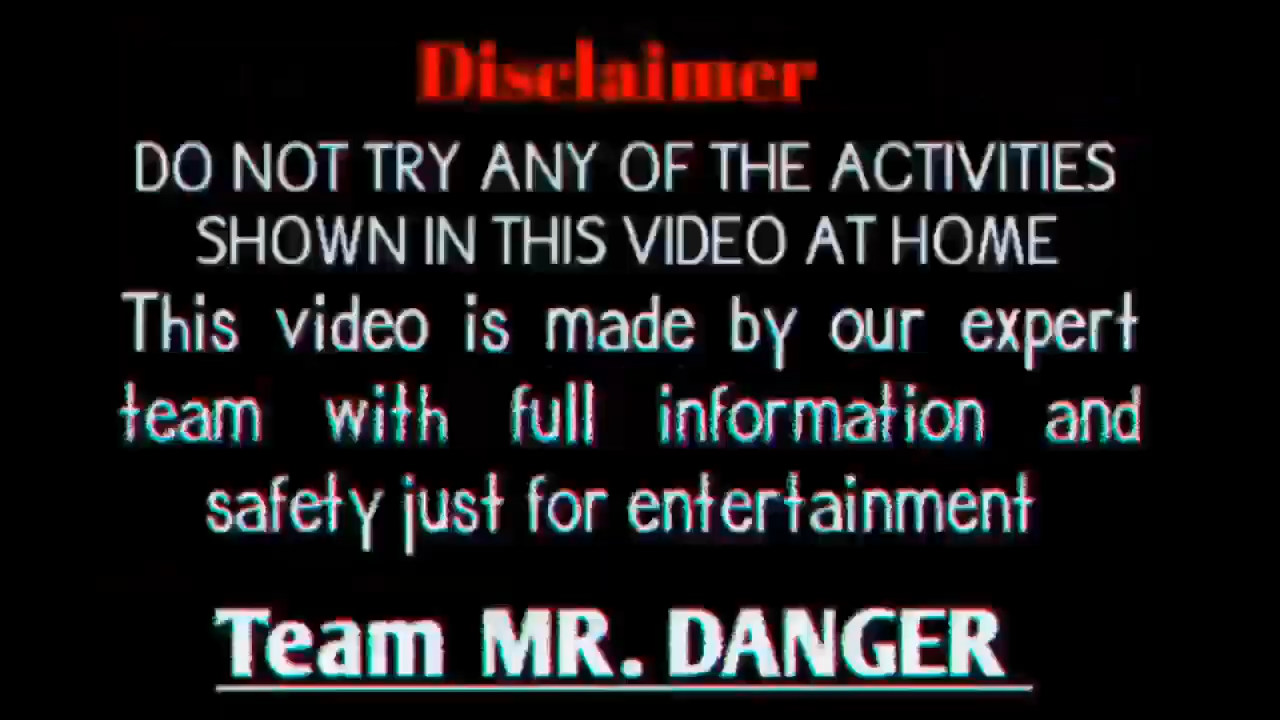 Disclaimer
DO NOT TRY ANY OF THE ACTIVITIES
SHOWN IN THIS VIDEO AT HOME
This video is made by our expert
team with full information and
safety just for entertainment
Team MR. DANGER